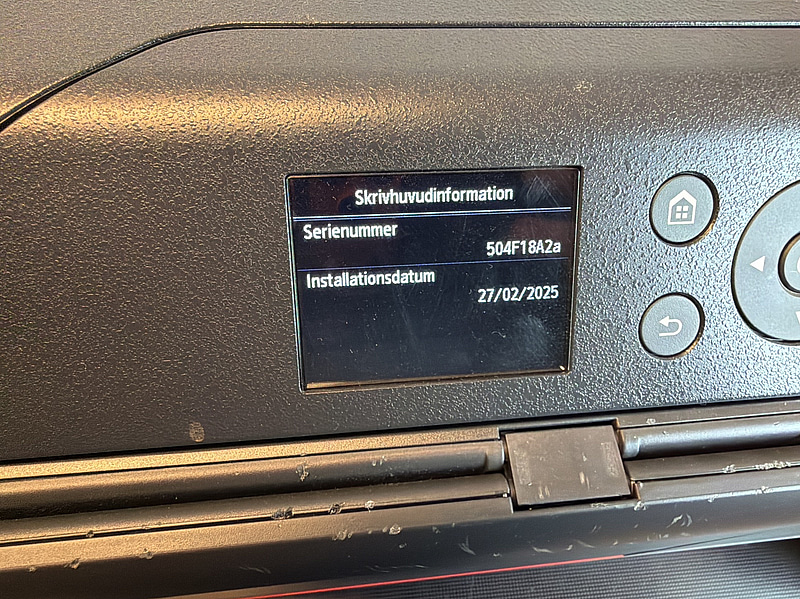 Skrivhuvudinformation
Serienummer
504F18A2a
Installationsdatum
27/02/2025